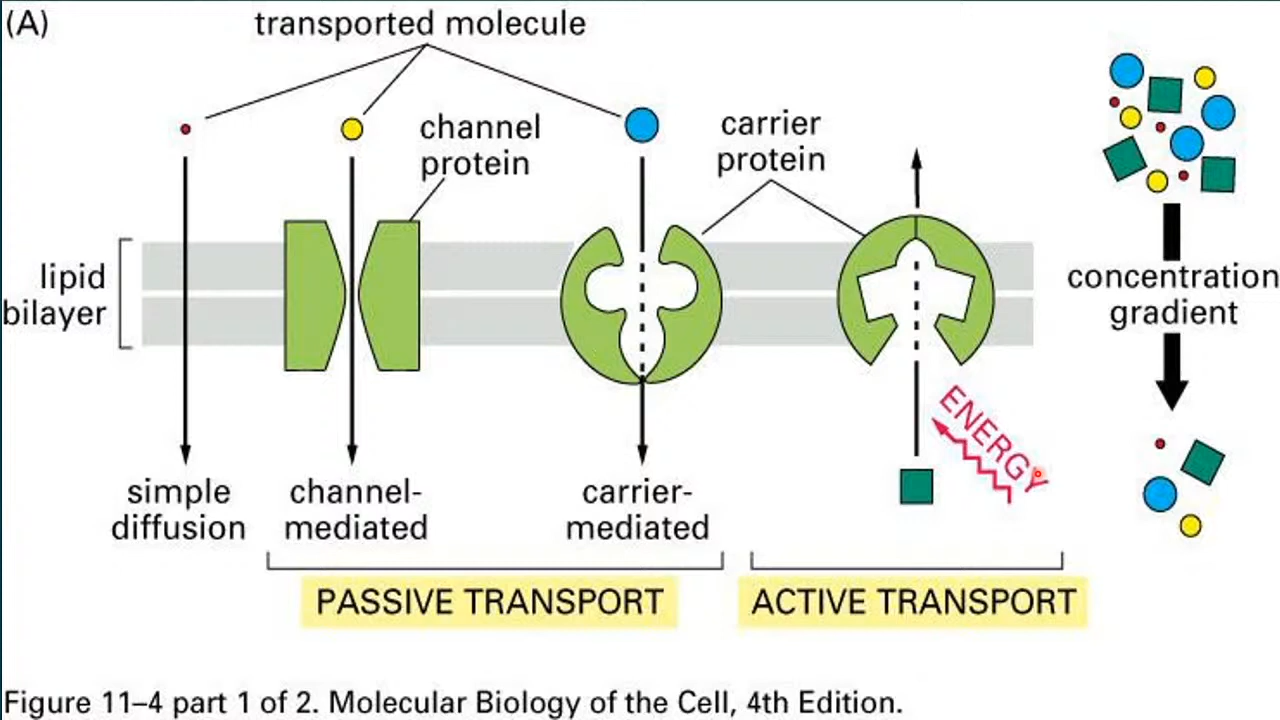 (A)
transported molecule
channel
protein
carrier
protein
lipid
bilayer
concentration
gradient
ENERGY
simple
diffusion
channel-
mediated
carrier-
mediated
PASSIVE TRANSPORT
ACTIVE TRANSPORT
Figure 11–4 part 1 of 2. Molecular Biology of the Cell, 4th Edition.